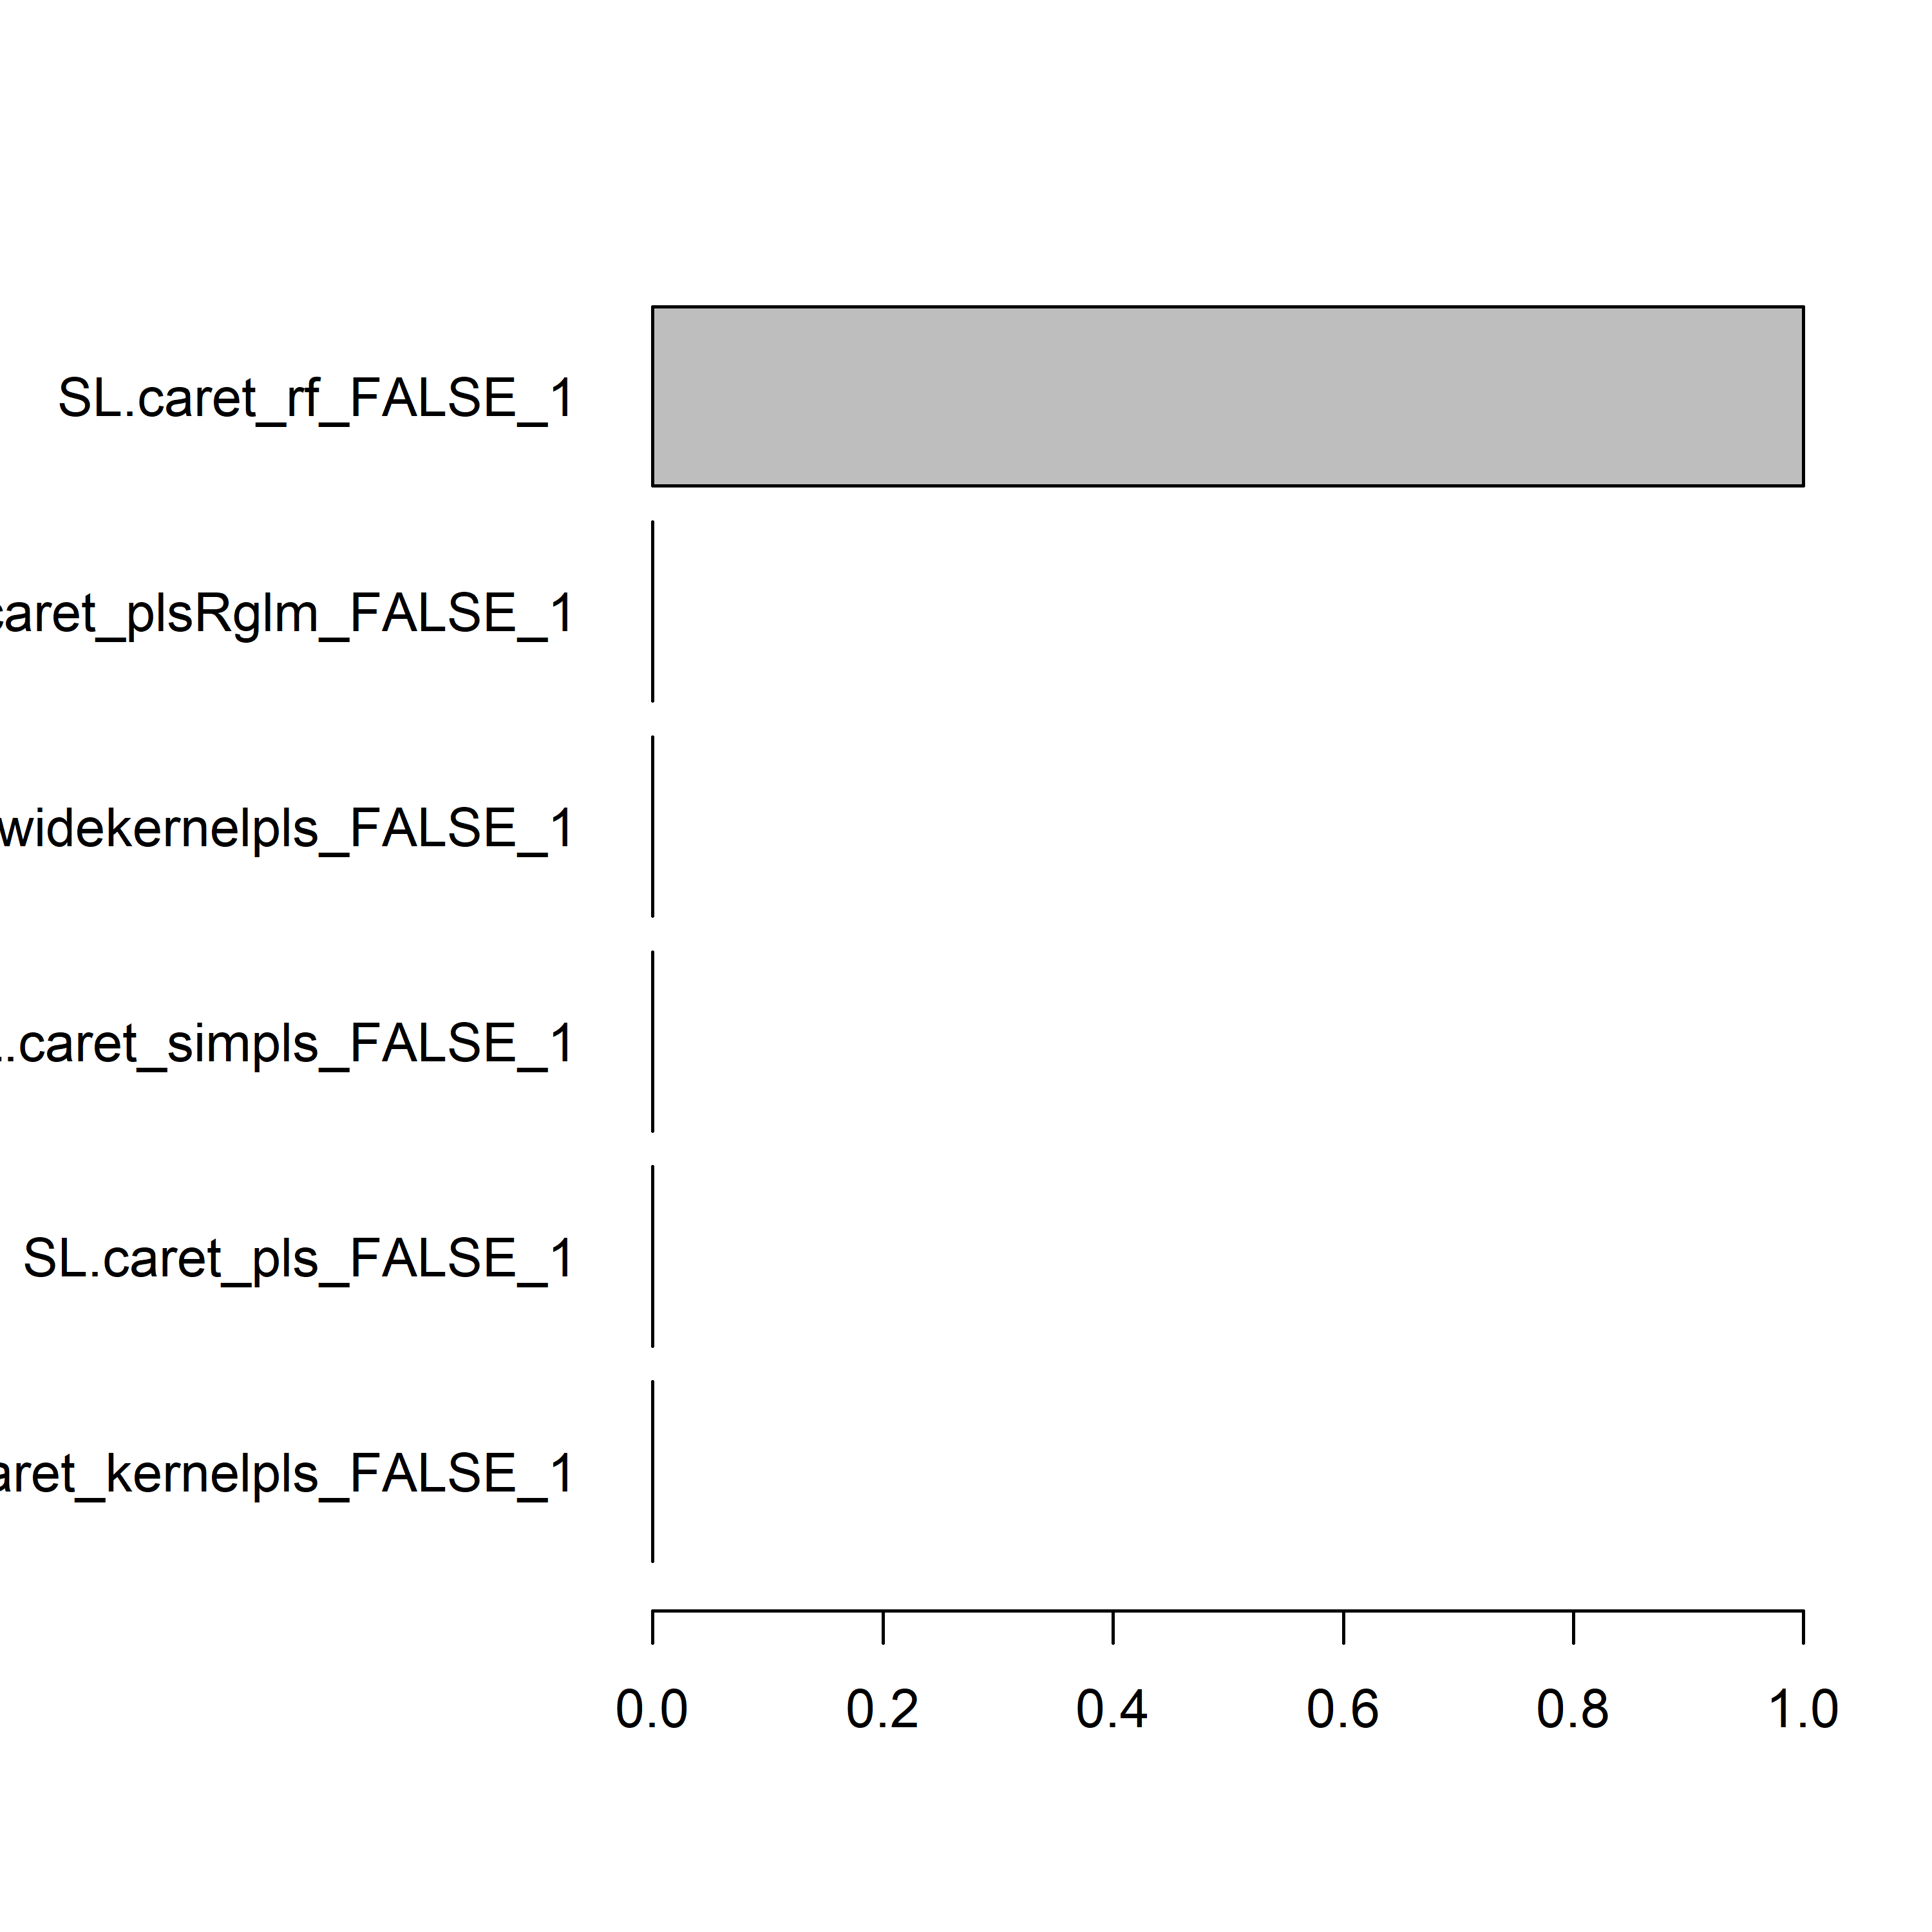 SL.caret_rf_FALSE_1
caret_plsRglm_FALSE_1
widekernelpls_FALSE_1
.caret_simpls_FALSE_1
SL.caret_pls_FALSE_1
aret_kernelpls_FALSE_1
0.0 0.2 0.4 0.6 0.8 1.0